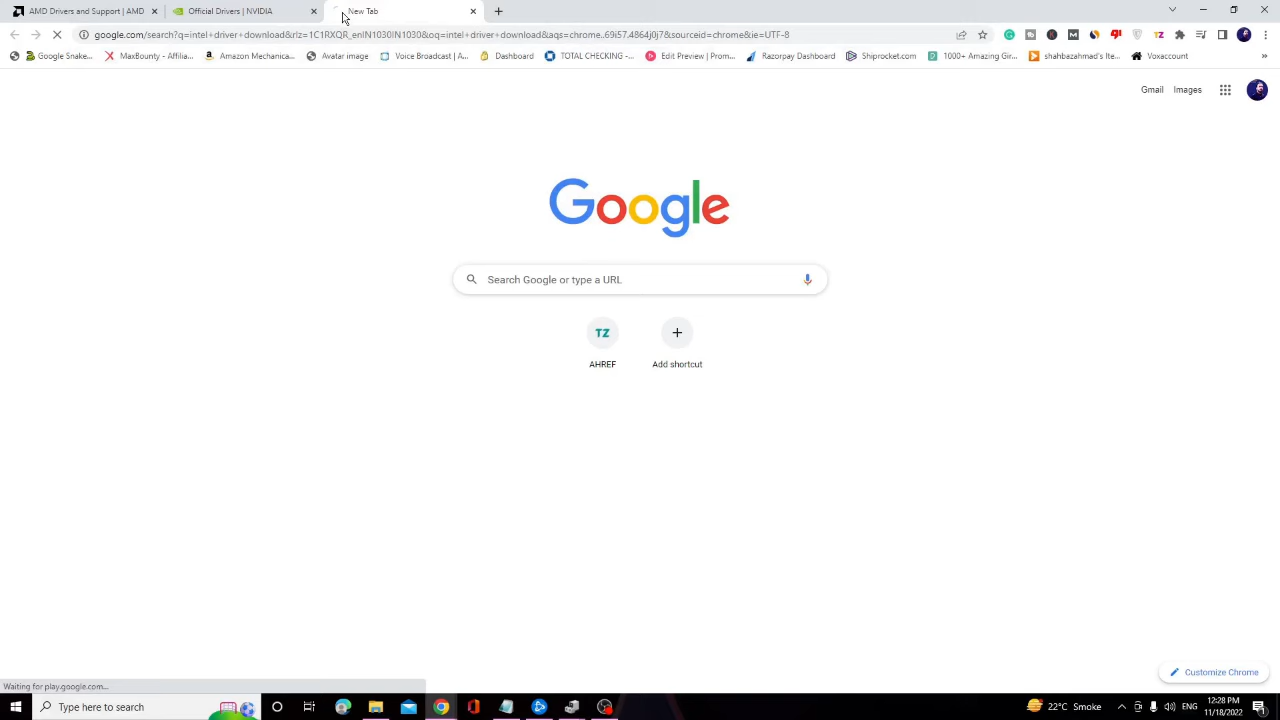 AMD Drivers and Support | AMD
Official Drivers | NVIDIA
New Tab
google.com/search?q=intel+driver+download&rlz=1C1RXQR_enIN1030IN1030&oq=intel+driver+download&aqs=chrome..69i57.4864j0j7&sourceid=chrome&ie=UTF-8
Google Snake...
MaxBounty - Affilia...
Amazon Mechanica...
Avatar image
Voice Broadcast | A...
Dashboard
TOTAL CHECKING -...
Edit Preview | Prom...
Razorpay Dashboard
Shiprocket.com
1000+ Amazing Gir...
shahbazahmad's Ite...
Voxaccount
Gmail
Images
Google
Search Google or type a URL
TZ
AHREF
Add shortcut
Customize Chrome
Waiting for play.google.com...
Type here to search
22°C Smoke
ENG
12:28 PM
11/18/2022